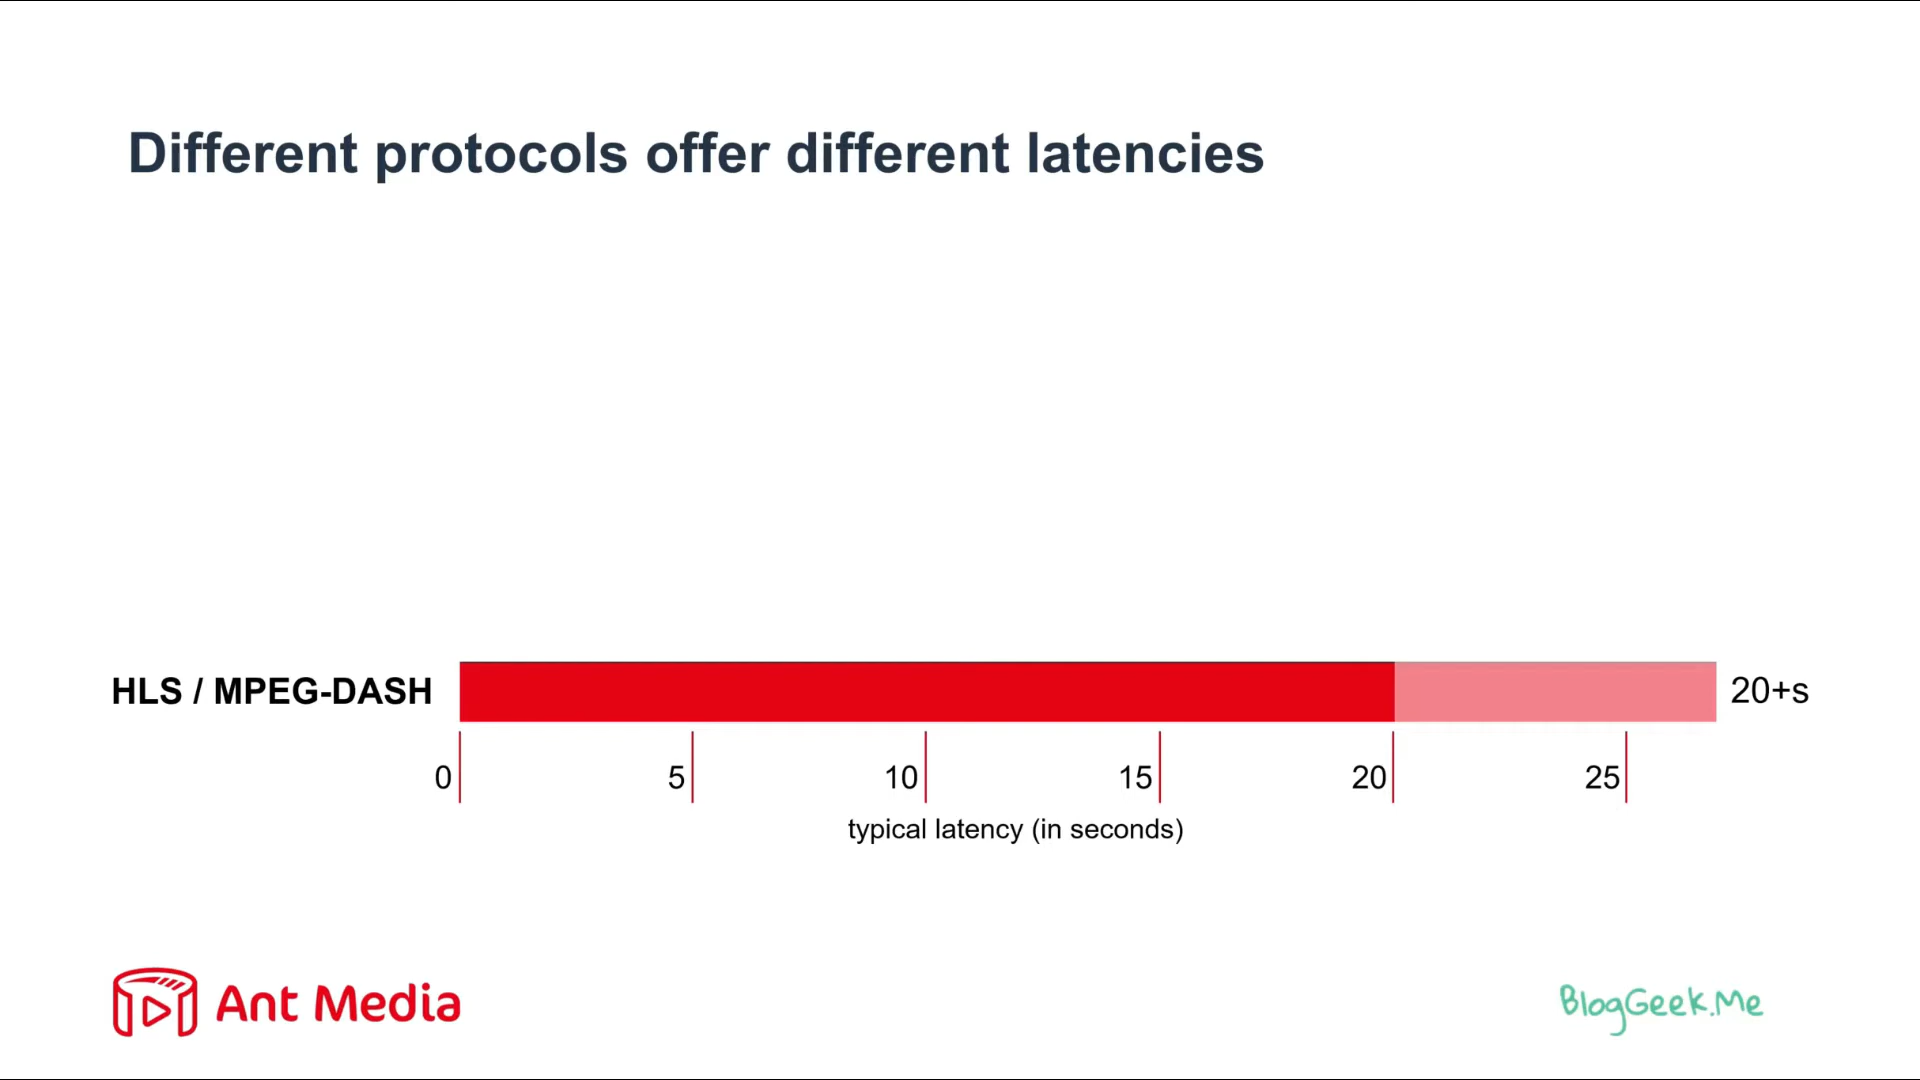 Different protocols offer different latencies
HLS / MPEG-DASH
20+s
0
5
10
15
20
25
typical latency (in seconds)
Ant Media
BlogGeek.Me